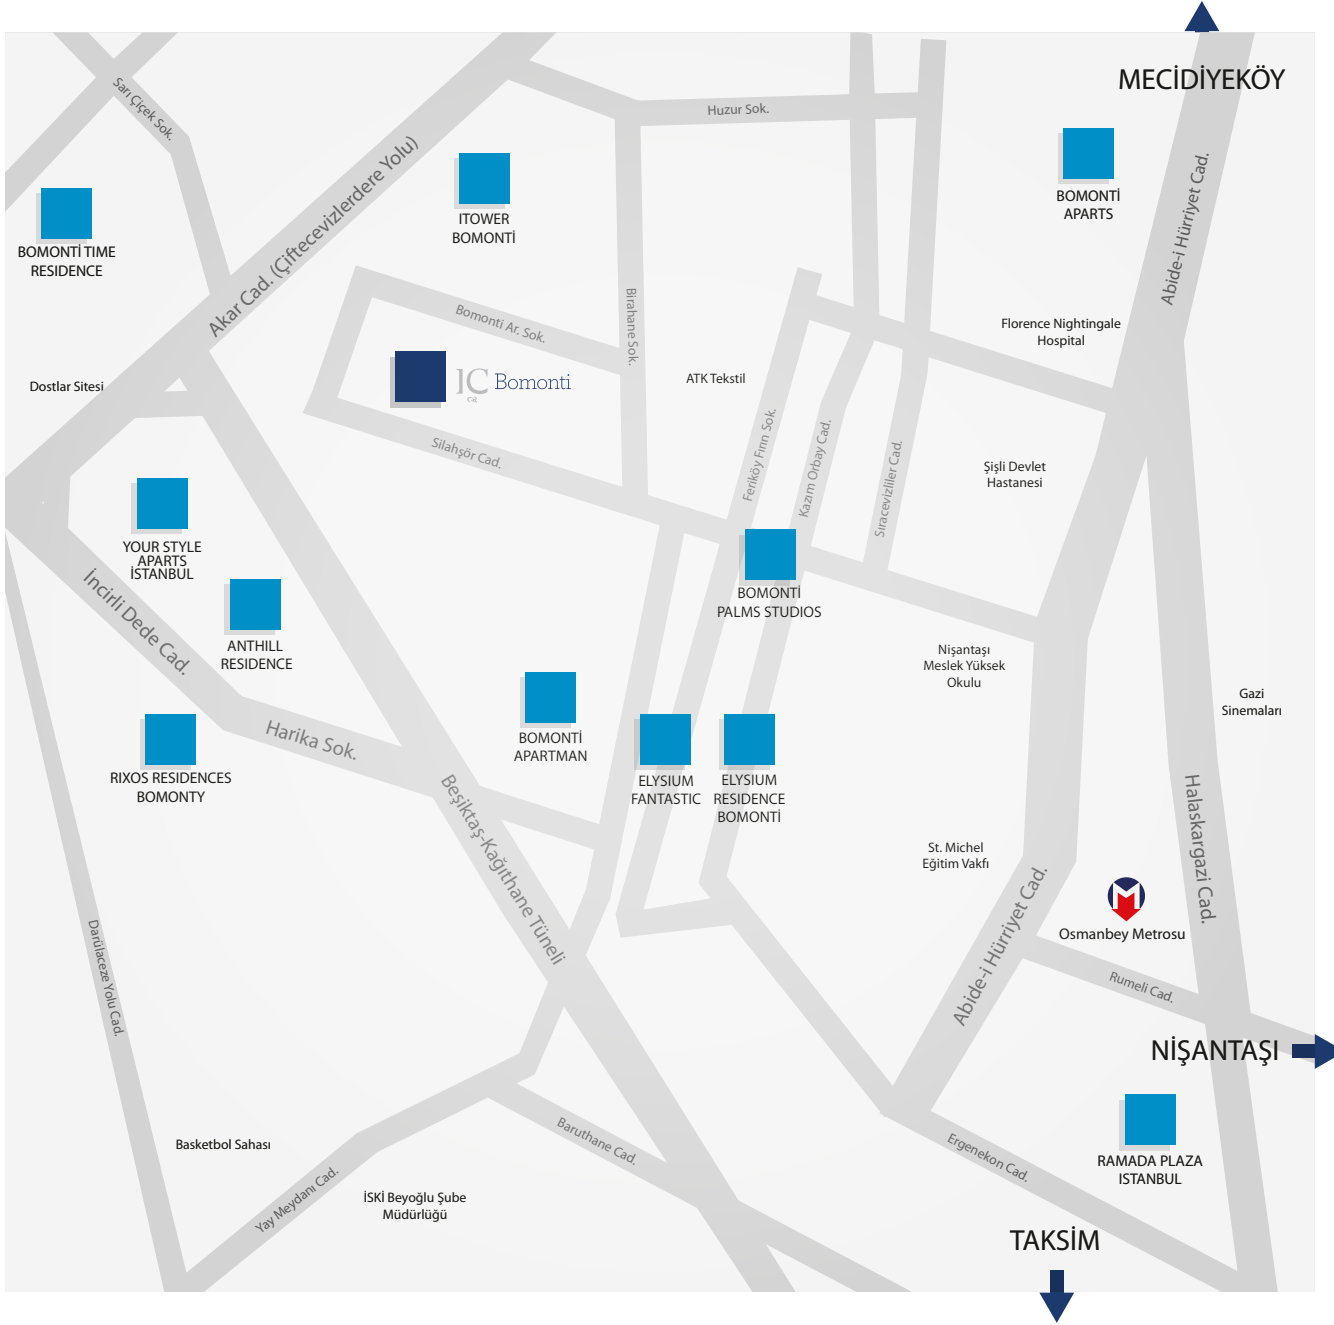 MECİDİYEKÖY
Sarı Çiçek Sok.
Huzur Sok.
Akar Cad. (Çiftecevizlerdere Yolu)
Abide-i Hürriyet Cad.
BOMONTİ
APARTS
ITOWER
BOMONTİ
BOMONTİ TIME
RESIDENCE
Birahane Sok.
Bomonti Ar. Sok.
Florence Nightingale
Hospital
Dostlar Sitesi
IC Bomonti
ATK Tekstil
Silahşör Cad.
Feriköy Fırın Sok.
Kazım Orbay Cad.
Sıracevizliler Cad.
Şişli Devlet
Hastanesi
YOUR STYLE
APARTS
İSTANBUL
İncirli Dede Cad.
ANTHILL
RESIDENCE
BOMONTİ
PALMS STUDIOS
Nişantaşı
Meslek Yüksek
Okulu
Gazi
Sinemaları
Harika Sok.
BOMONTİ
APARTMAN
RIXOS RESIDENCES
BOMONTY
ELYSIUM
FANTASTIC
ELYSIUM
RESIDENCE
BOMONTİ
Beşiktaş-Kağıthane Tüneli
Halaskargazi Cad.
St. Michel
Eğitim Vakfı
Abide-i Hürriyet Cad.
M
Osmanbey Metrosu
Darülaceze Yolu Cad.
Rumeli Cad.
NİŞANTAŞI
Basketbol Sahası
Baruthane Cad.
Ergenekon Cad.
RAMADA PLAZA
ISTANBUL
Yay Meydanı Cad.
İSKİ Beyoğlu Şube
Müdürlüğü
TAKSİM